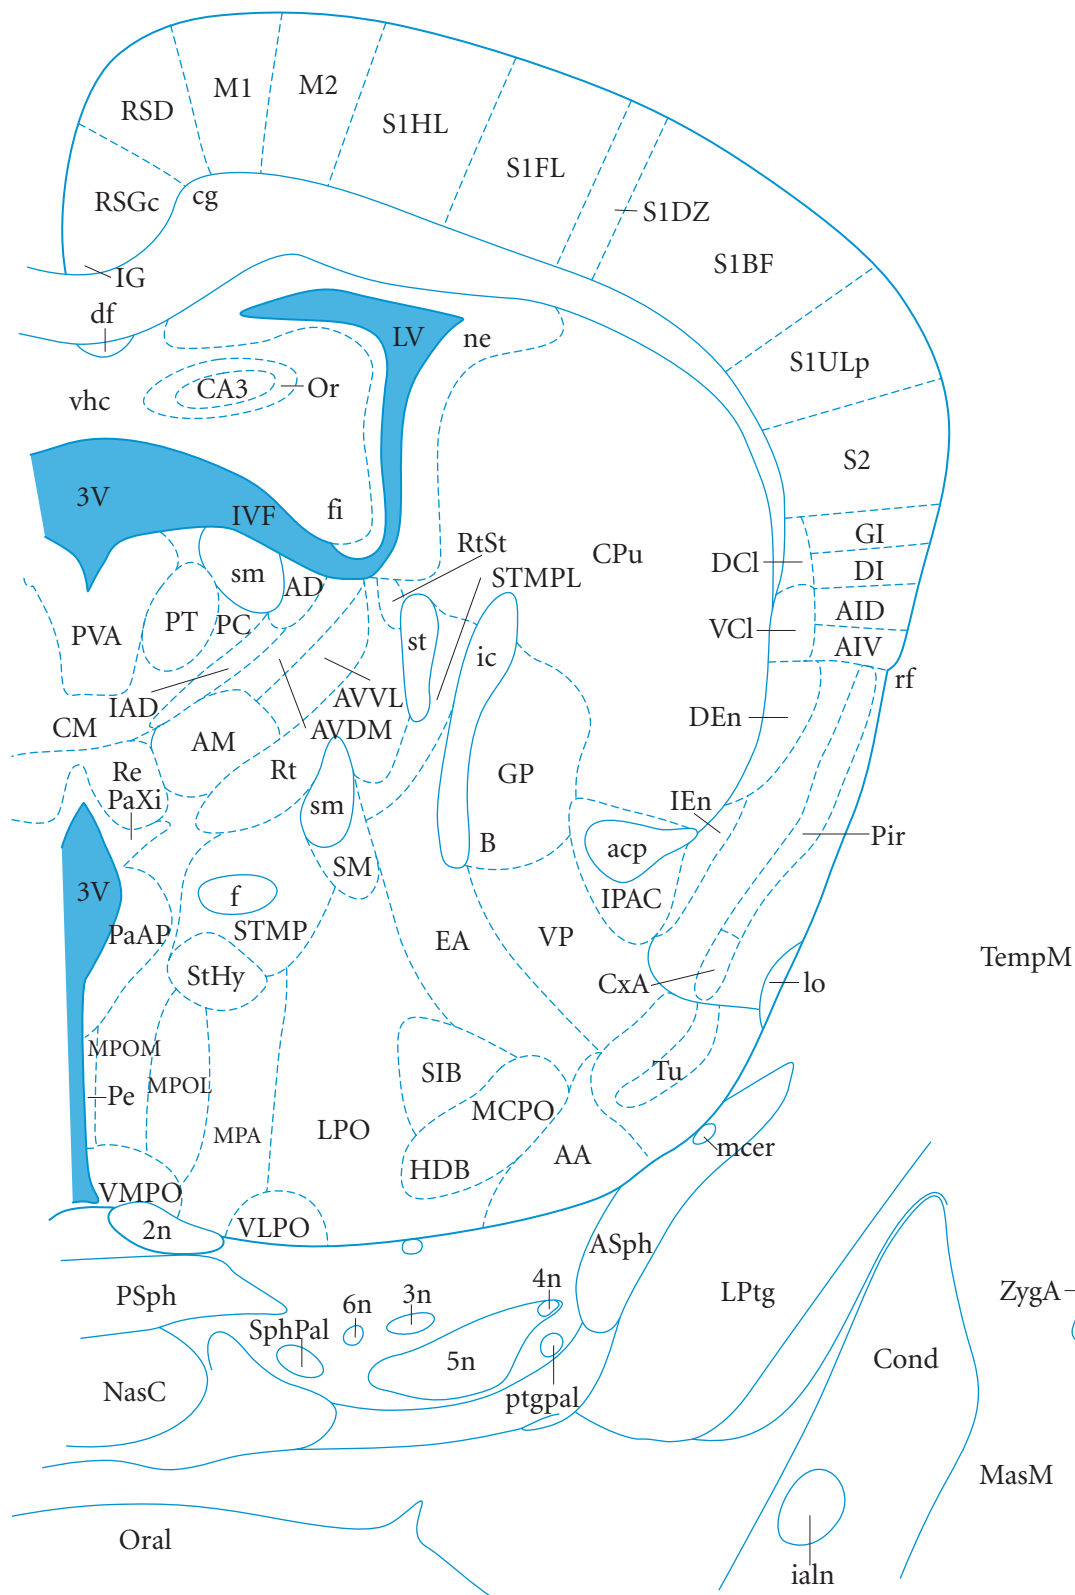 M1
M2
RSD
S1HL
S1FL
RSGc
cg
S1DZ
S1BF
IG
df
LV
ne
S1ULp
CA3
Or
vhc
S2
3V
IVF
fi
GI
RtSt
CPu
DCl
DI
STMPL
sm
AD
AID
PT
PC
VCl
PVA
st
ic
AIV
rf
IAD
AVVL
DEn
CM
AM
AVDM
Re
Rt
GP
PaXi
sm
IEn
B
acp
Pir
SM
3V
f
IPAC
PaAP
STMP
EA
VP
TempM
StHy
CxA
lo
MPOM
SIB
Tu
MPOL
Pe
MCPO
MPA
LPO
mcer
HDB
AA
VMPO
2n
VLPO
ASph
4n
PSph
6n
3n
LPtg
ZygA
SphPal
5n
Cond
NasC
ptgpal
MasM
Oral
ialn